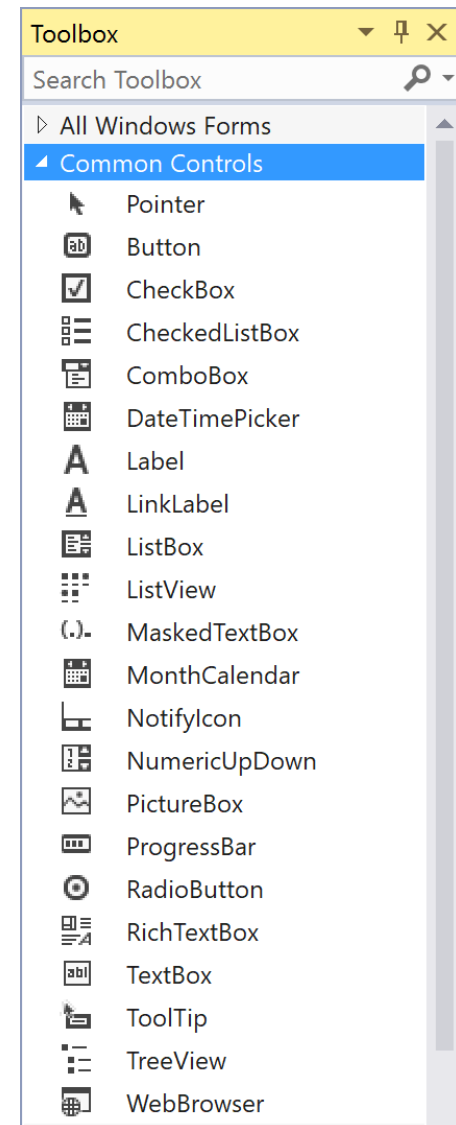 Toolbox
Search Toolbox
All Windows Forms
Common Controls
Pointer
Button
CheckBox
CheckedListBox
ComboBox
DateTimePicker
Label
LinkLabel
ListBox
ListView
MaskedTextBox
MonthCalendar
NotifyIcon
NumericUpDown
PictureBox
ProgressBar
RadioButton
RichTextBox
TextBox
ToolTip
TreeView
WebBrowser